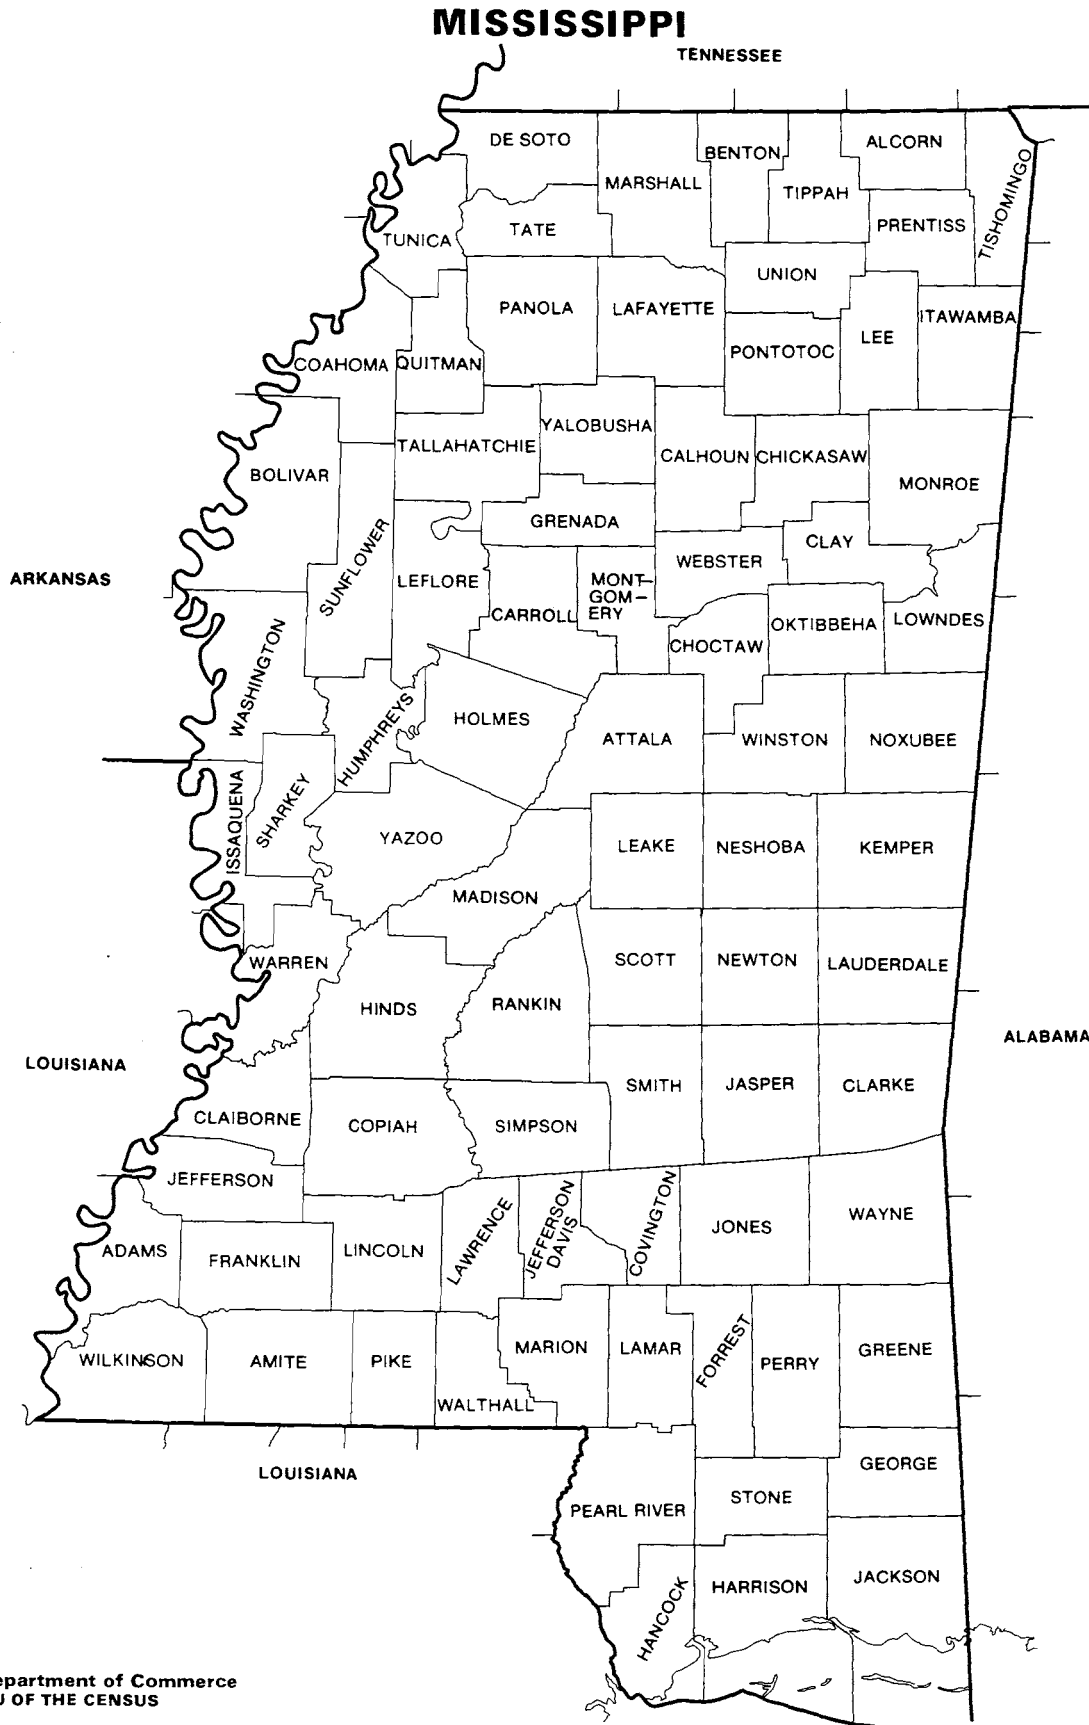 MISSISSIPPI
TENNESSEE
DE SOTO
BENTON
ALCORN
MARSHALL
TIPPAH
TISHOMINGO
TATE
PRENTISS
TUNICA
UNION
PANOLA
LAFAYETTE
ITAWAMBA
LEE
PONTOTOC
COAHOMA
QUITMAN
YALOBUSHA
TALLAHATCHIE
CALHOUN
CHICKASAW
BOLIVAR
MONROE
GRENADA
CLAY
WEBSTER
SUNFLOWER
ARKANSAS
LEFLORE
MONT-
GOM-
ERY
CARROLL
LOWNDES
OKTIBBEHA
CHOCTAW
WASHINGTON
HOLMES
HUMPHREYS
ATTALA
WINSTON
NOXUBEE
ISSAQUENA
SHARKEY
YAZOO
LEAKE
NESHOBA
KEMPER
MADISON
WARREN
SCOTT
NEWTON
LAUDERDALE
HINDS
RANKIN
ALABAMA
LOUISIANA
SMITH
JASPER
CLARKE
CLAIBORNE
COPIAH
SIMPSON
JEFFERSON
LAWRENCE
JEFFERSON
DAVIS
COVINGTON
JONES
WAYNE
ADAMS
FRANKLIN
LINCOLN
WILKINSON
AMITE
PIKE
MARION
LAMAR
FORREST
PERRY
GREENE
WALTHALL
LOUISIANA
GEORGE
PEARL RIVER
STONE
HANCOCK
HARRISON
JACKSON
epartment of Commerce
U OF THE CENSUS